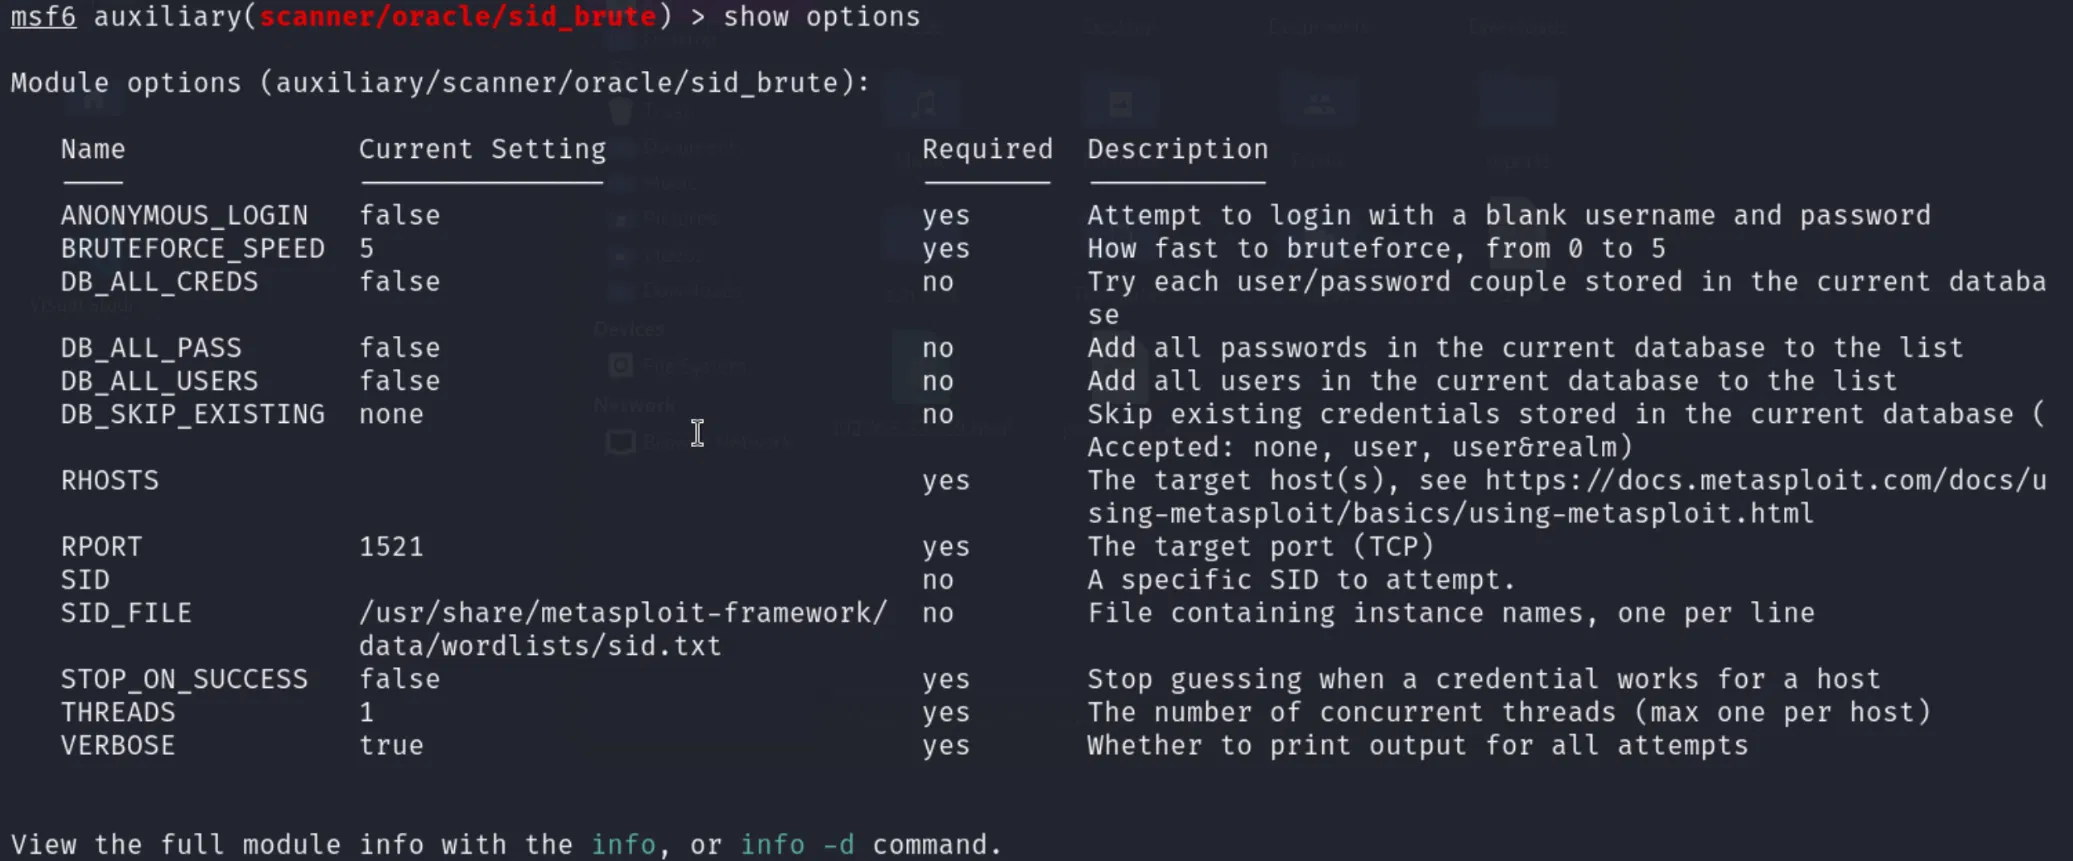 msf6 auxiliary(scanner/oracle/sid_brute) > show options
Module options (auxiliary/scanner/oracle/sid_brute):
Name Current Setting Required Description
ANONYMOUS_LOGIN false yes Attempt to login with a blank username and password
BRUTEFORCE_SPEED 5 yes How fast to bruteforce, from 0 to 5
DB_ALL_CREDS false no Try each user/password couple stored in the current databa
se
DB_ALL_PASS false no Add all passwords in the current database to the list
DB_ALL_USERS false no Add all users in the current database to the list
DB_SKIP_EXISTING none no Skip existing credentials stored in the current database (
Accepted: none, user, user&realm)
RHOSTS yes The target host(s), see https://docs.metasploit.com/docs/u
sing-metasploit/basics/using-metasploit.html
RPORT 1521 yes The target port (TCP)
SID no A specific SID to attempt.
SID_FILE /usr/share/metasploit-framework/ no File containing instance names, one per line
data/wordlists/sid.txt
STOP_ON_SUCCESS false yes Stop guessing when a credential works for a host
THREADS 1 yes The number of concurrent threads (max one per host)
VERBOSE true yes Whether to print output for all attempts
View the full module info with the info, or info -d command.